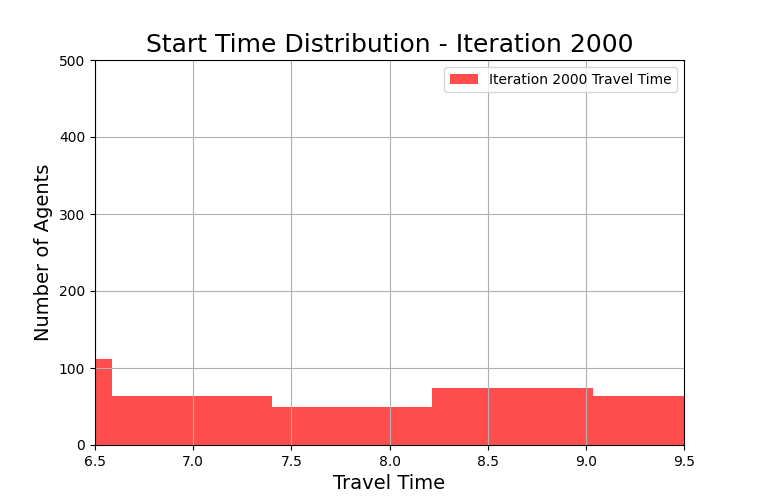 Start Time Distribution - Iteration 2000
Iteration 2000 Travel Time
Number of Agents
500
400
300
200
100
0
6.5 7.0 7.5 8.0 8.5 9.0 9.5
Travel Time